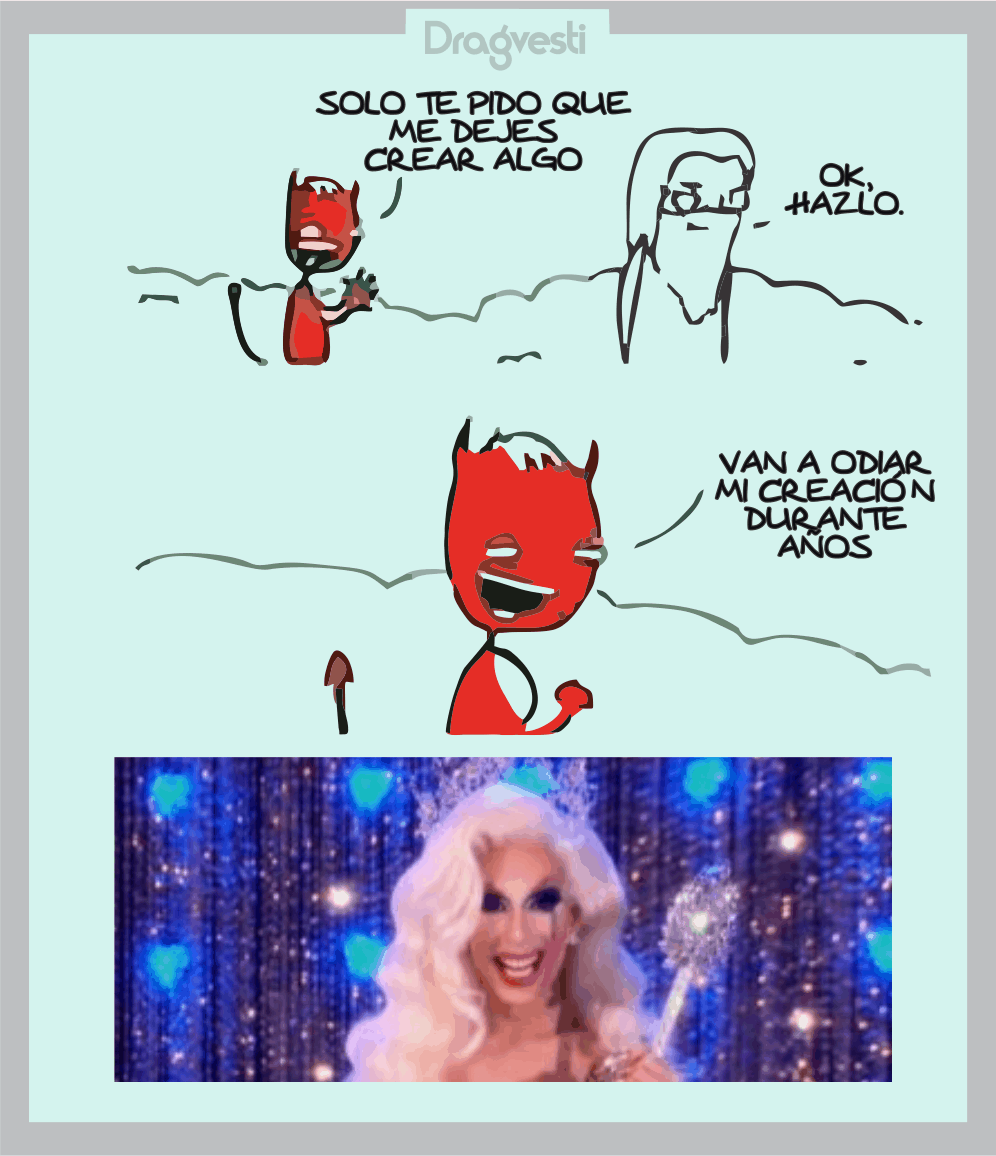 Dragvesti
SOLO TE PIDO QUE
ME DEJES
CREAR ALGO
OK,
HAZLO.
VAN A ODIAR
MI CREACIÓN
DURANTE
AÑOS